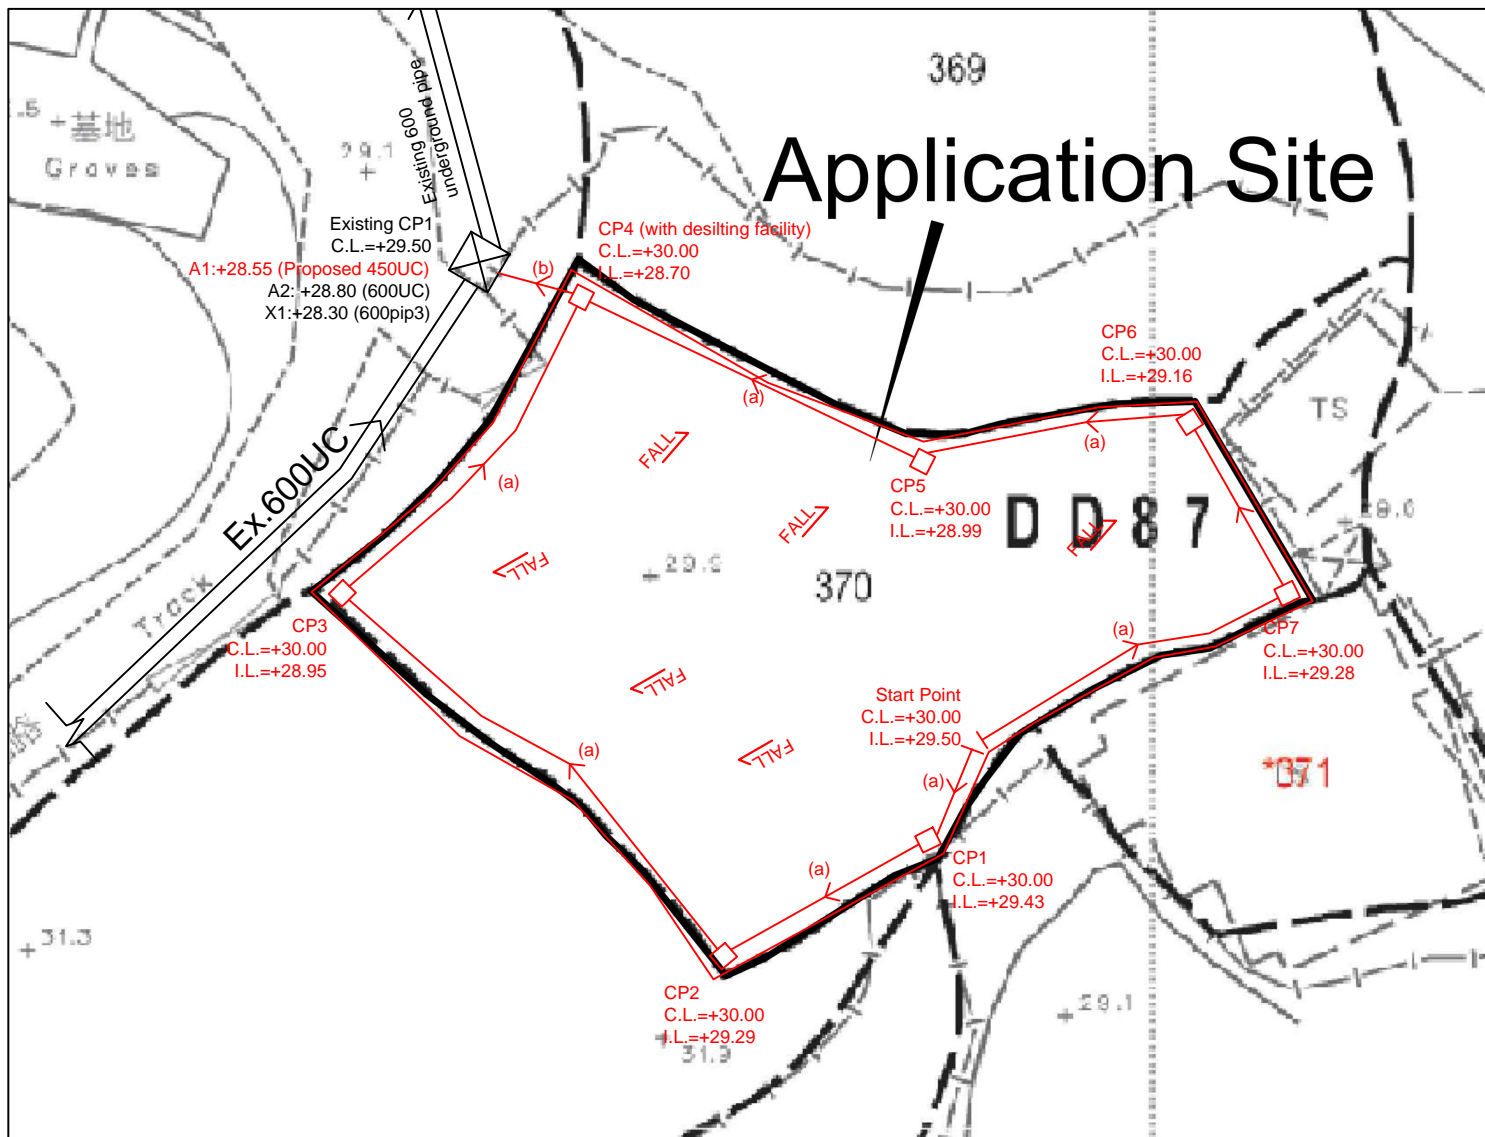 369
Application Site
.5
基地
Graves
29.1
Existing 600
underground pipe
Existing CP1
C.L.=+29.50
A1:+28.55 (Proposed 450UC)
A2: +28.80 (600UC)
X1:+28.30 (600pip3)
CP4 (with desilting facility)
C.L.=+30.00
I.L.=+28.70
(b)
CP6
C.L.=+30.00
I.L.=+29.16
TS
(a)
(a)
Ex.600UC
FALL
(a)
CP5
C.L.=+30.00
I.L.=+28.99
FALL
DD87
FALL
FALL
370
Track
CP3
C.L.=+30.00
I.L.=+28.95
(a)
CP7
C.L.=+30.00
I.L.=+29.28
FALL
Start Point
C.L.=+30.00
I.L.=+29.50
FALL
(a)
(a)
*371
(a)
CP1
C.L.=+30.00
I.L.=+29.43
31.3
CP2
C.L.=+30.00
I.L.=+29.29
31.9
29.1